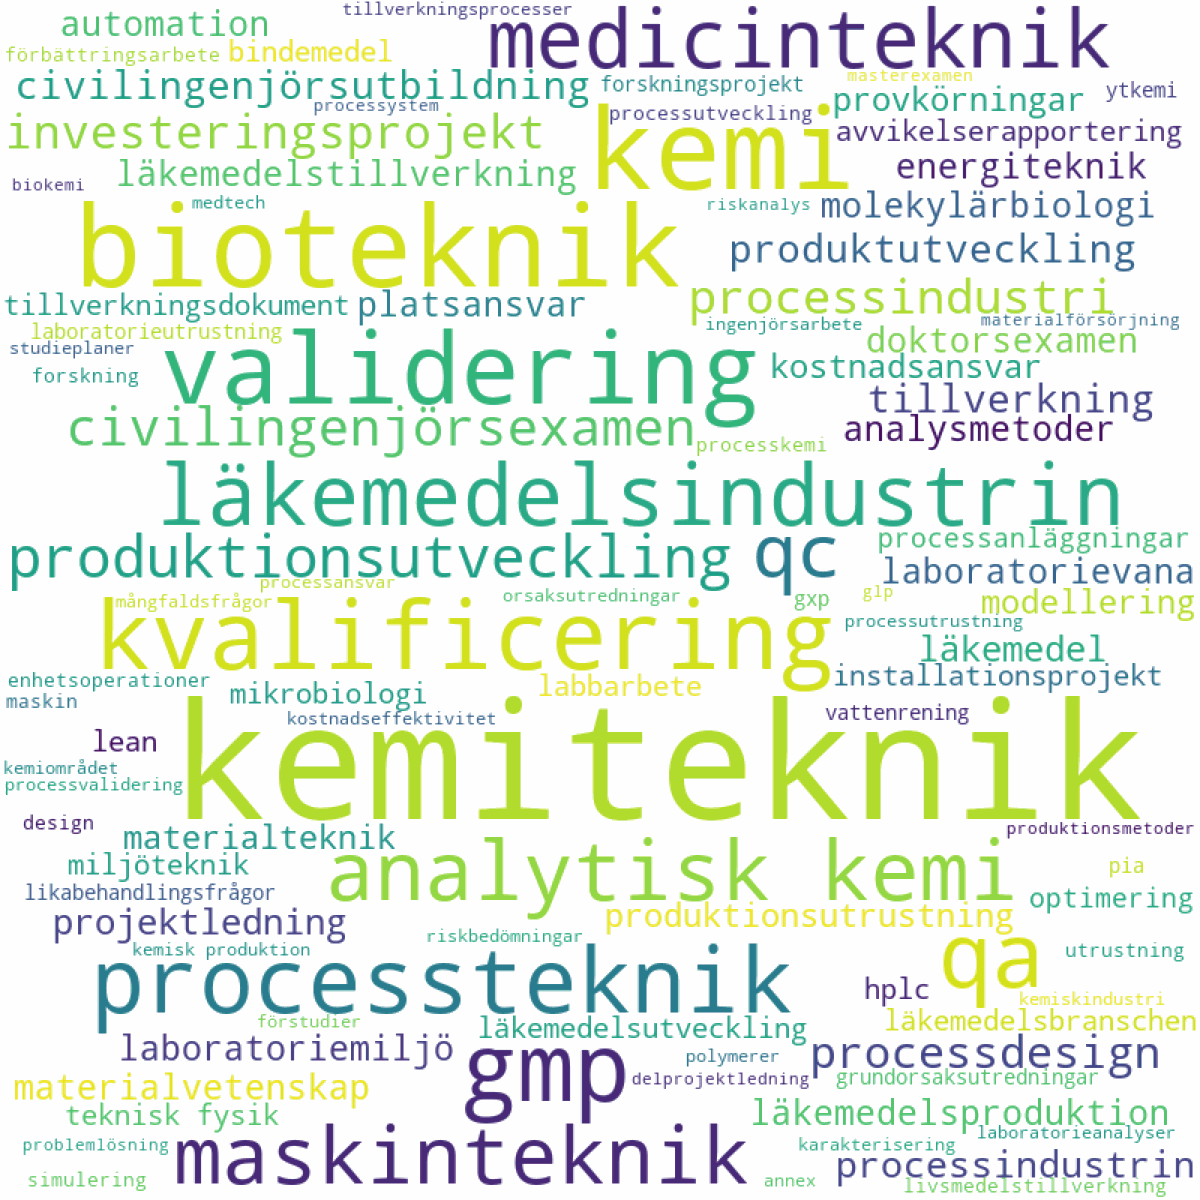 tillverkningsprocesser
automation
medicinteknik
förbättringsarbete
bindemedel
civilingenjörsutbildning
forskningsprojekt
masterexamen
ytkemi
processystem
processutveckling
provkörningar
investeringsprojekt
kemi
avvikelserapportering
läkemedelstillverkning
energiteknik
biokemi
medtech
riskanalys
molekylärbiologi
bioteknik
produktutveckling
tillverkningsdokument
platsansvar
processindustri
laboratorieutrustning
ingenjörsarbete
materialförsörjning
studieplaner
validering
doktorsexamen
forskning
kostnadsansvar
tillverkning
civilingenjörsexamen
processkemi
analysmetoder
läkemedelsindustrin
produktionsutveckling
qc
processanläggningar
processansvar
laboratorievana
mångfaldsfrågor
orsaksutredningar
gxp
glp
modellering
kvalificering
processutrustning
läkemedel
enhetsoperationer
mikrobiologi
labbarbete
installationsprojekt
maskin
kostnadseffektivitet
vattenrening
lean
kemiteknik
kemiområdet
processvalidering
design
materialteknik
produktionsmetoder
miljöteknik
analytisk kemi
pia
likabehandlingsfrågor
optimering
projektledning
produktionsutrustning
kemisk produktion
riskbedömningar
qa
utrustning
processteknik
hplc
kemiskindustri
förstudier
läkemedelsutveckling
läkemedelsbranschen
laboratoriemiljö
gmp
polymerer
processdesign
materialvetenskap
delprojektledning
grundorsaksutredningar
teknisk fysik
läkemedelsproduktion
problemlösning
maskinteknik
karakterisering
laboratorieanalyser
simulering
annex
processindustrin
livsmedelstillverkning